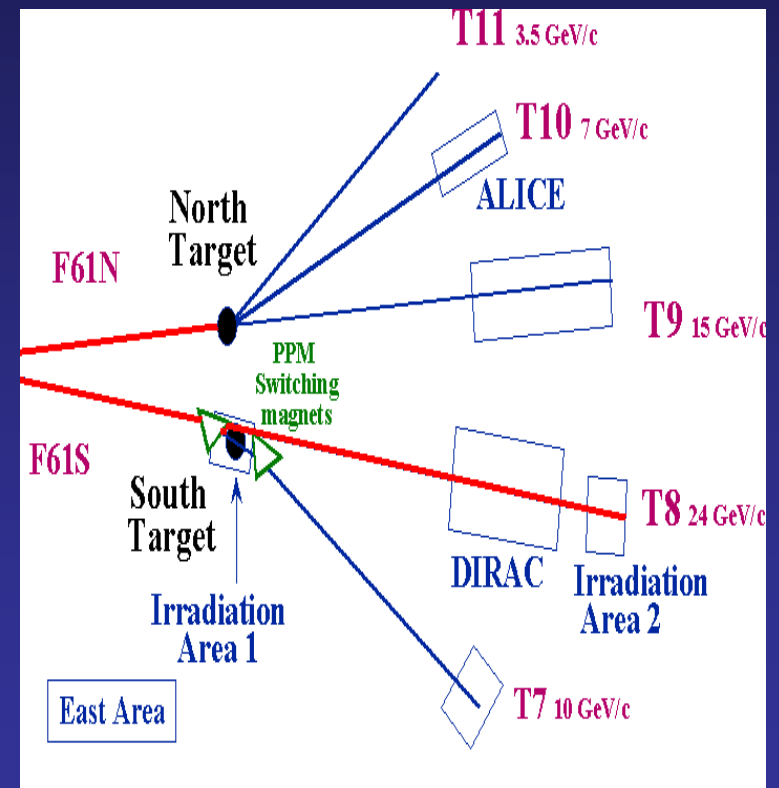 T11 3.5 GeV/c
T10 7 GeV/c
ALICE
North
Target
F61N
T9 15 GeV/c
PPM
Switching
magnets
F61S
South
Target
T8 24 GeV/c
DIRAC
Irradiation
Area 2
Irradiation
Area 1
East Area
T7 10 GeV/c